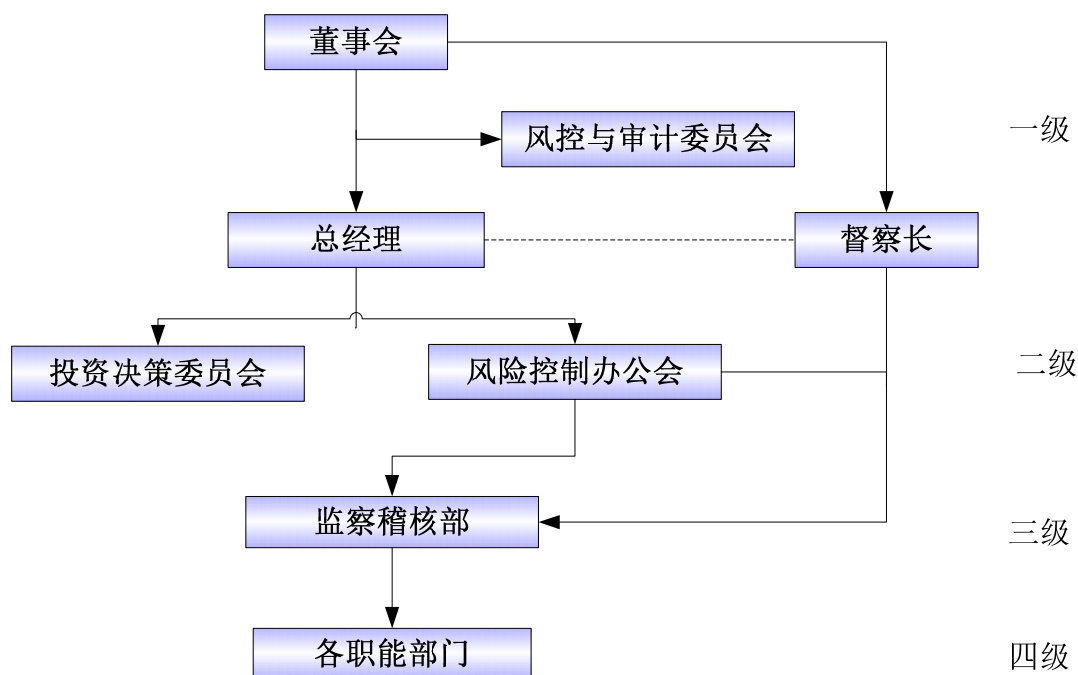 董事会
风控与审计委员会
一级
总经理
督察长
投资决策委员会
风险控制办公会
二级
监察稽核部
三级
各职能部门
四级